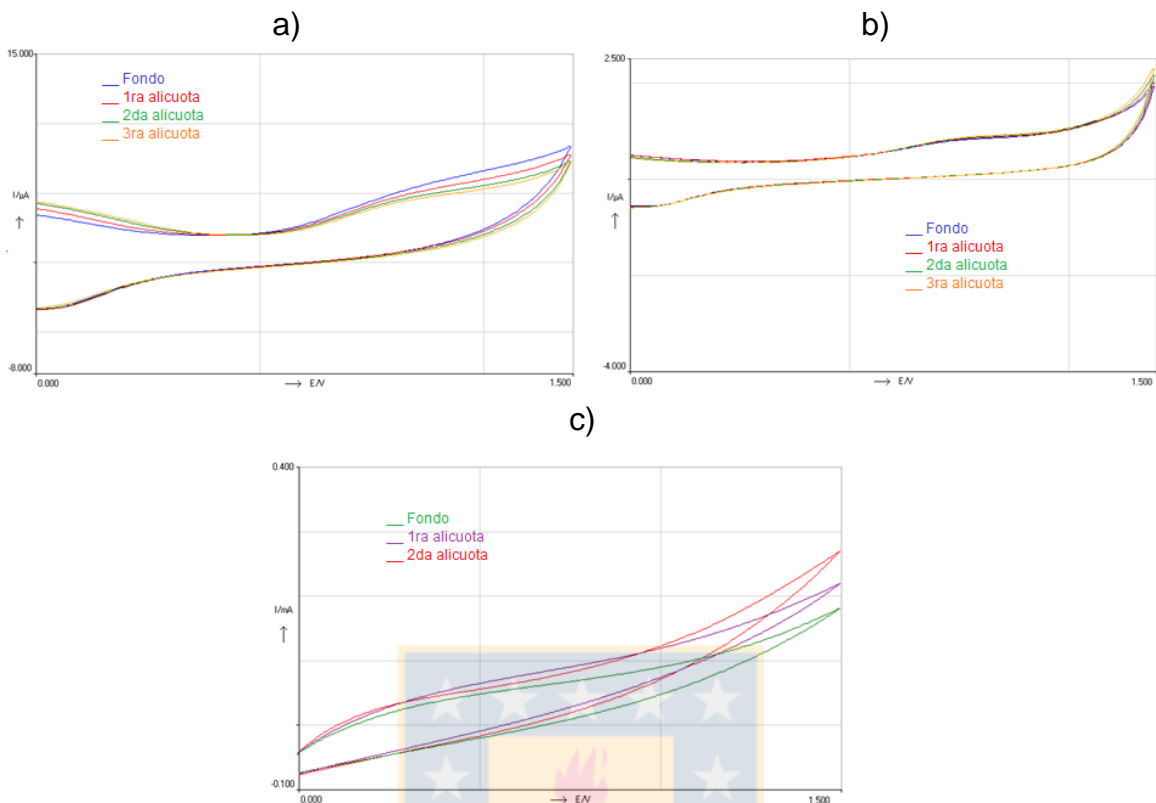 a)
15.000
Fondo
1ra alicuota
2da alicuota
3ra alicuota
I/µA
-8.000
0.000
E/V
1.500
b)
2.500
I/µA
Fondo
1ra alicuota
2da alicuota
3ra alicuota
-4.000
0.000
E/V
1.500
c)
0.400
Fondo
1ra alicuota
2da alicuota
I/mA
-0.100
0.000
E/V
1.500